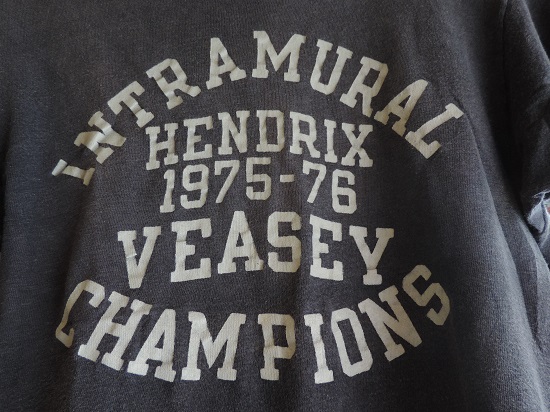 INTRAMURAL
HENDRIX
1975-76
VEASEY
CHAMPIONS